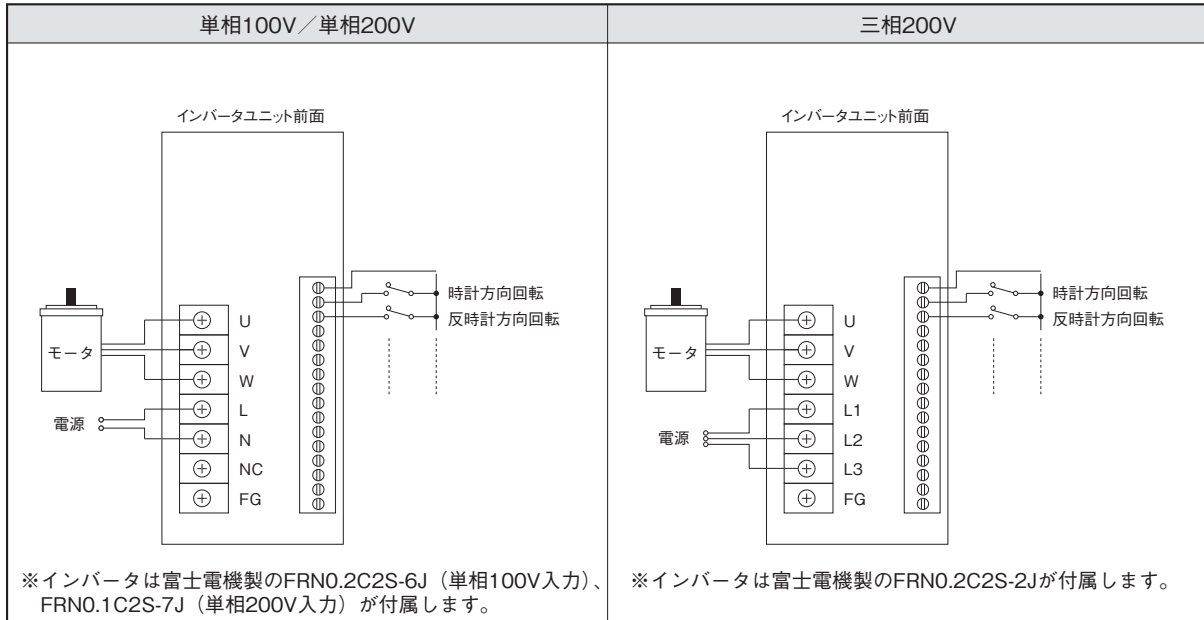 単相100V/単相200V
インバータユニット前面
時計方向回転
反時計方向回転
モータ
電源
U
V
W
L
N
NC
FG
※インバータは富士電機製のFRN0.2C2S-6J(単相100V入力)、
FRN0.1C2S-7J(単相200V入力)が付属します。
三相200V
インバータユニット前面
時計方向回転
反時計方向回転
モータ
電源
U
V
W
L1
L2
L3
FG
※インバータは富士電機製のFRN0.2C2S-2Jが付属します。